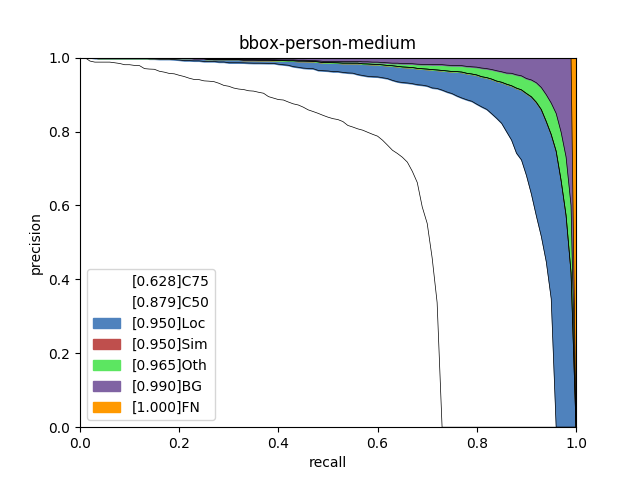 bbox-person-medium
1.0
0.8
0.6
0.4
0.2
0.0
precision
[0.628]C75
[0.879]C50
[0.950]Loc
[0.950]Sim
[0.965]Oth
[0.990]BG
[1.000]FN
0.0 0.2 0.4 0.6 0.8 1.0
recall